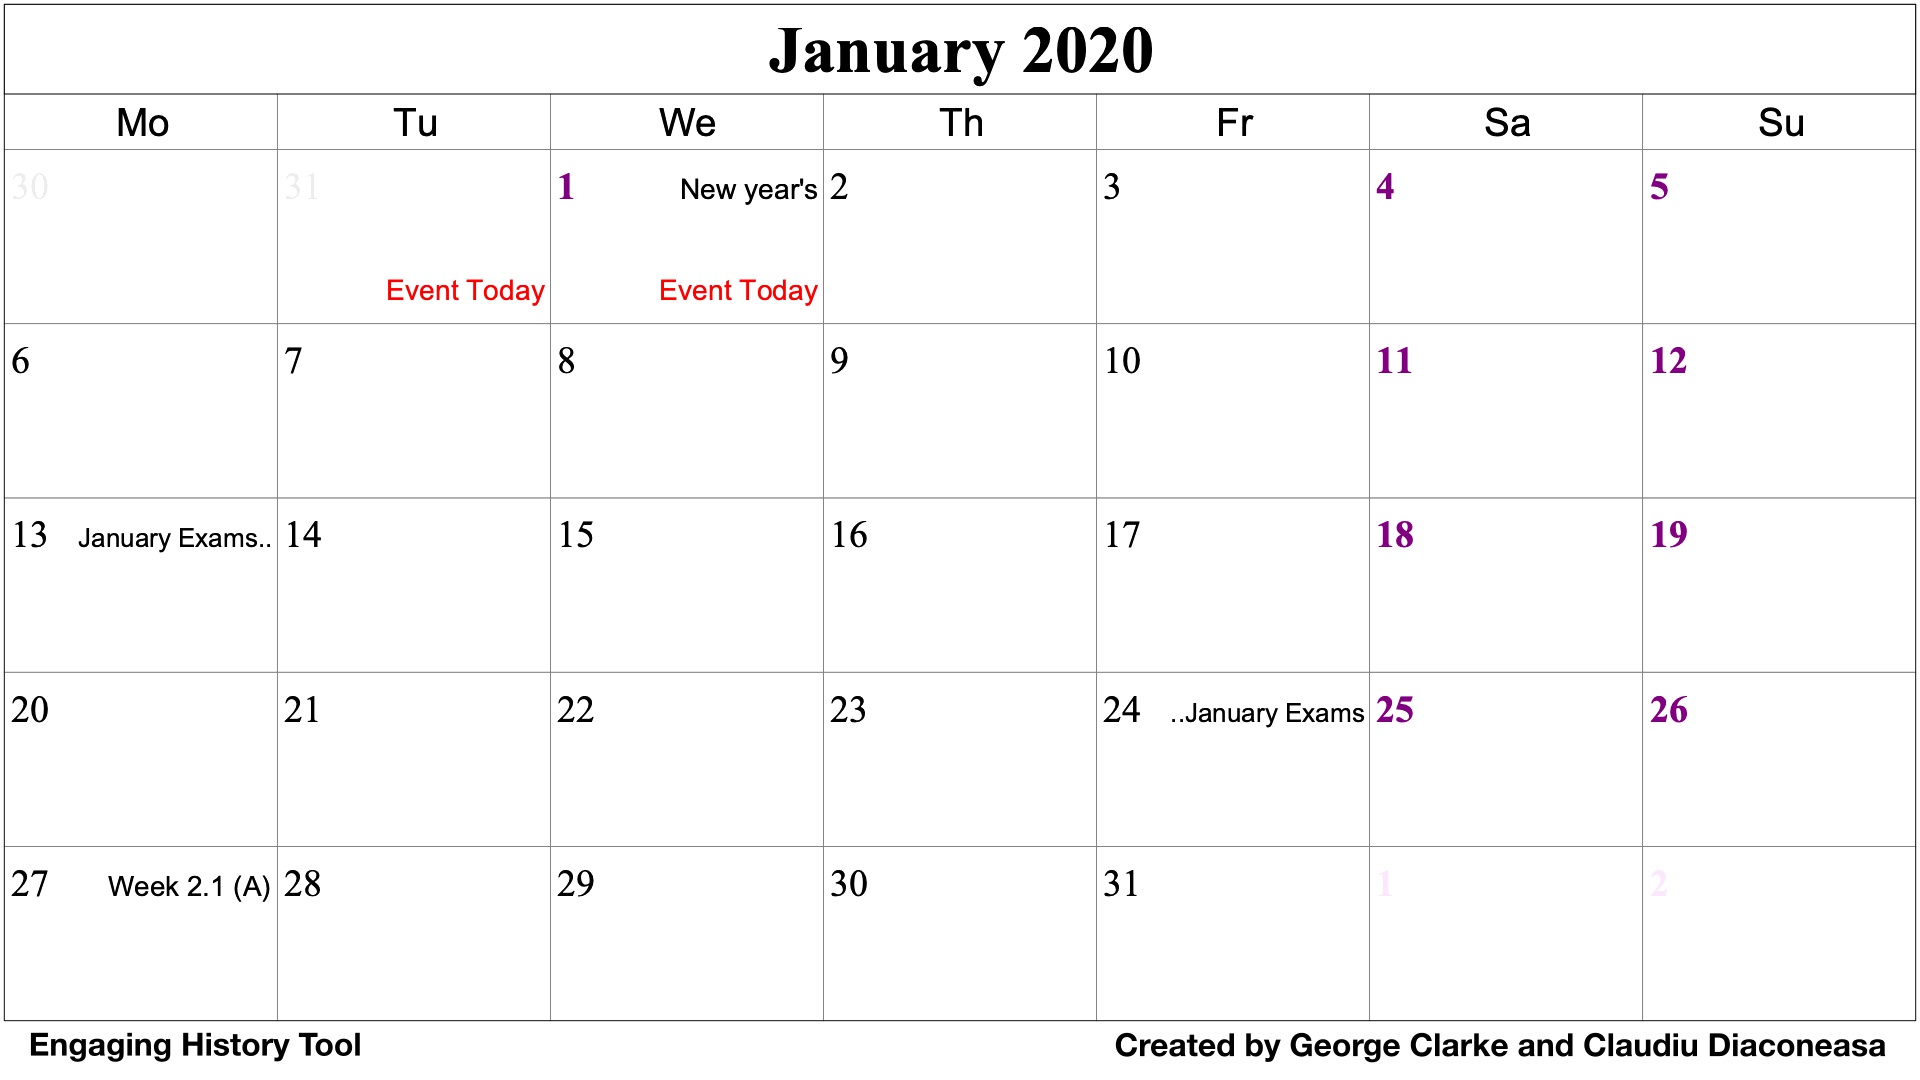 January 2020
Mo Tu We Th Fr Sa Su
30 31 1 New year's 2 3 4 5
Event Today Event Today
6 7 8 9 10 11 12
13 January Exams.. 14 15 16 17 18 19
20 21 22 23 24 ..January Exams 25 26
27 Week 2.1 (A) 28 29 30 31 1 2
Engaging History Tool Created by George Clarke and Claudiu Diaconeasa